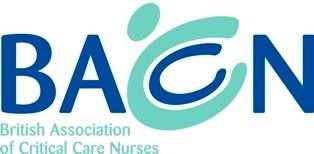 BACCN
British Association
of Critical Care Nurses